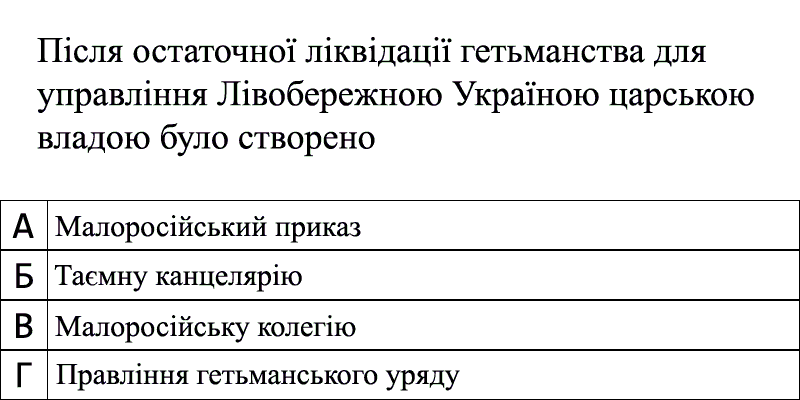 Після остаточної ліквідації гетьманства для
управління Лівобережною Україною царською
владою було створено
А Малоросійський приказ
Б Таємну канцелярію
В Малоросійську колегію
Г Правління гетьманського уряду